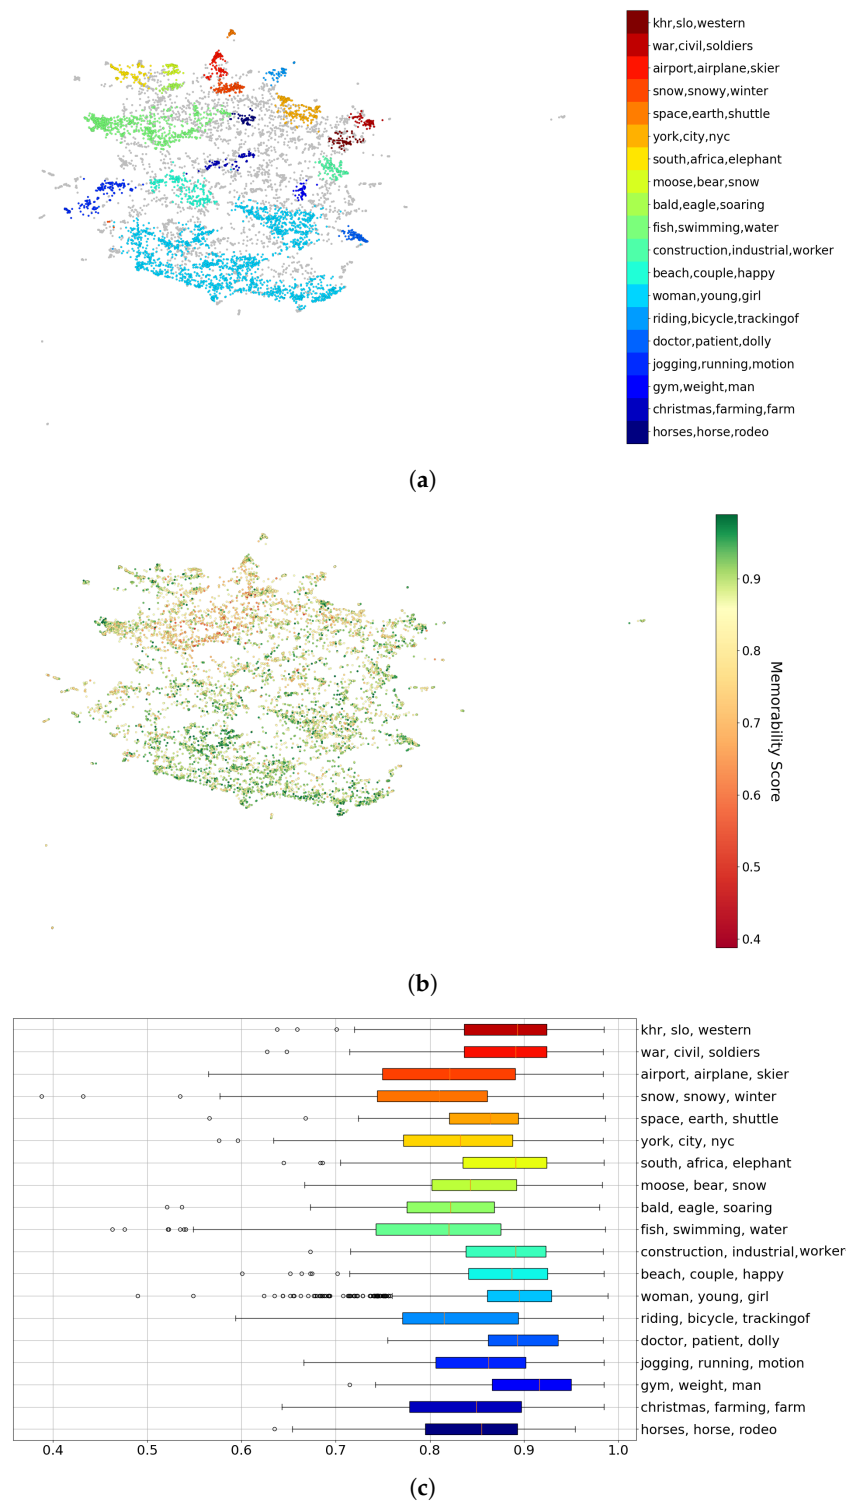 khr,slo,western
war,civil,soldiers
airport,airplane,skier
snow,snowy,winter
space,earth,shuttle
york,city,nyc
south,africa,elephant
moose,bear,snow
bald,eagle,soaring
fish,swimming,water
construction,industrial,worker
beach,couple,happy
woman,young,girl
riding,bicycle,trackingof
doctor,patient,dolly
jogging,running,motion
gym,weight,man
christmas,farming,farm
horses,horse,rodeo
(a)
0.9
0.8
0.7
0.6
0.5
0.4
Memorability Score
(b)
khr, slo, western
war, civil, soldiers
airport, airplane, skier
snow, snowy, winter
space, earth, shuttle
york, city, nyc
south, africa, elephant
moose, bear, snow
bald, eagle, soaring
fish, swimming, water
construction, industrial,worker
beach, couple, happy
woman, young, girl
riding, bicycle, trackingof
doctor, patient, dolly
jogging, running, motion
gym, weight, man
christmas, farming, farm
horses, horse, rodeo
0.4 0.5 0.6 0.7 0.8 0.9 1.0
(c)